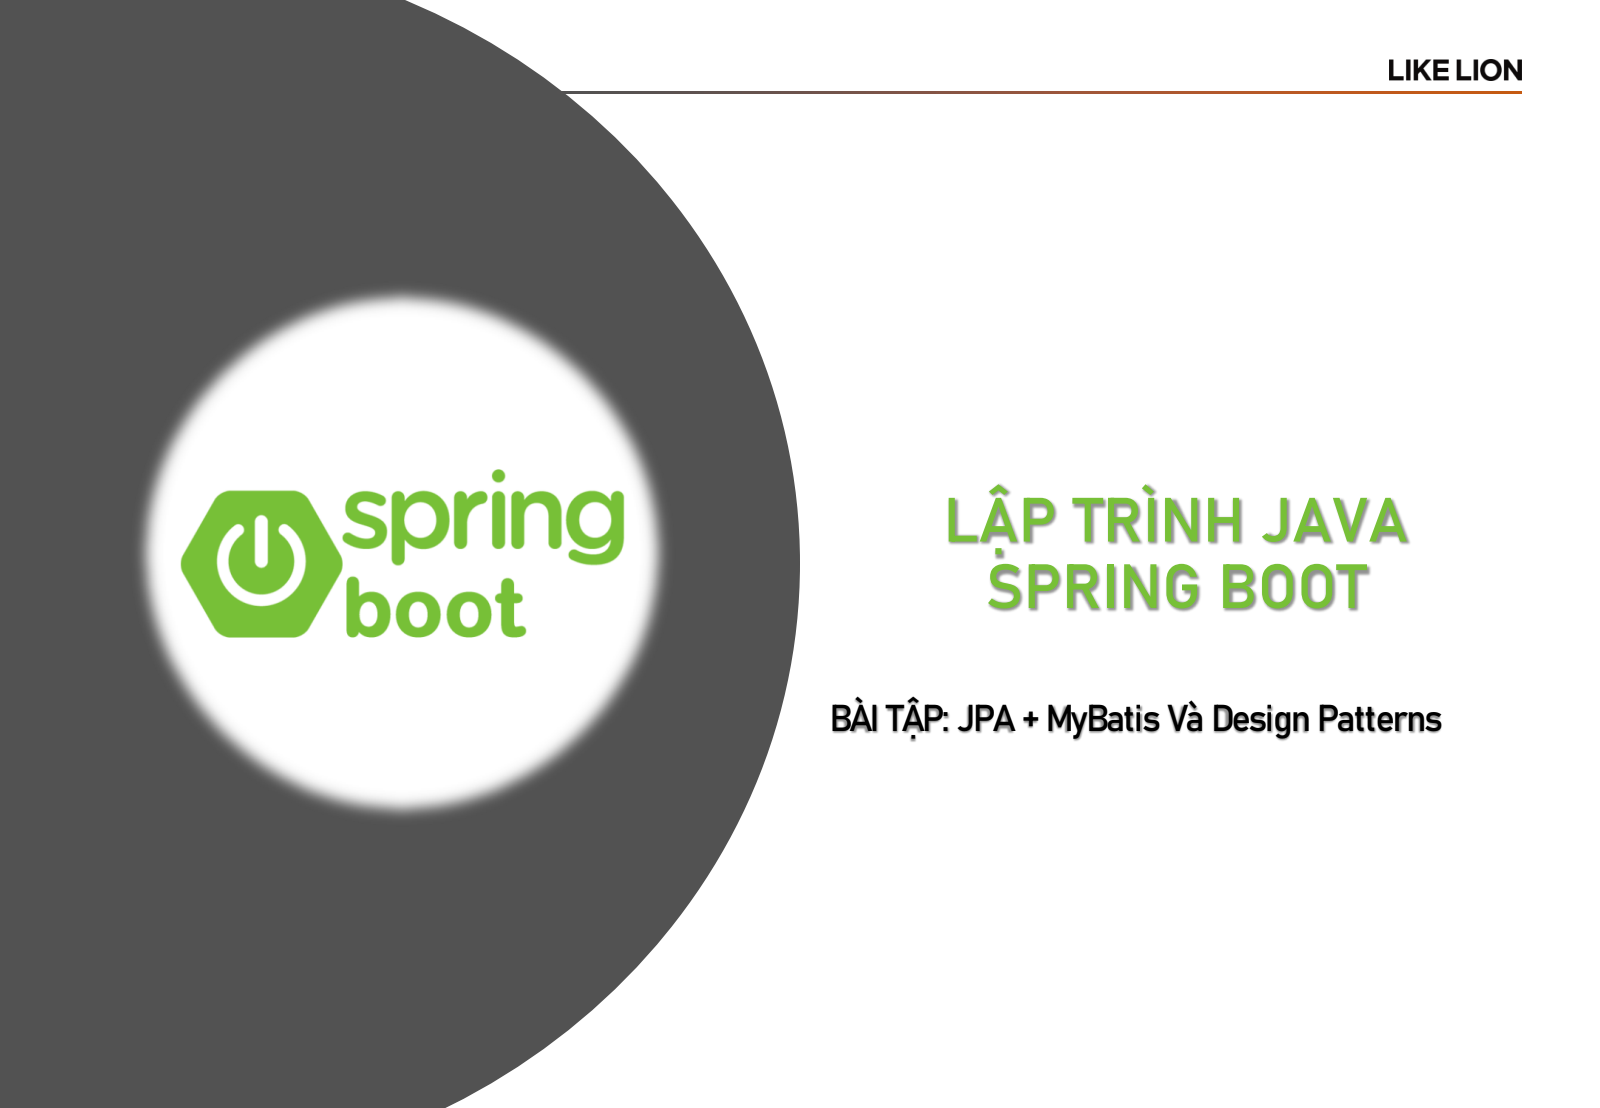 LIKE LION
spring
boot
LẬP TRÌNH JAVA
SPRING BOOT
BÀI TẬP: JPA + MyBatis Và Design Patterns